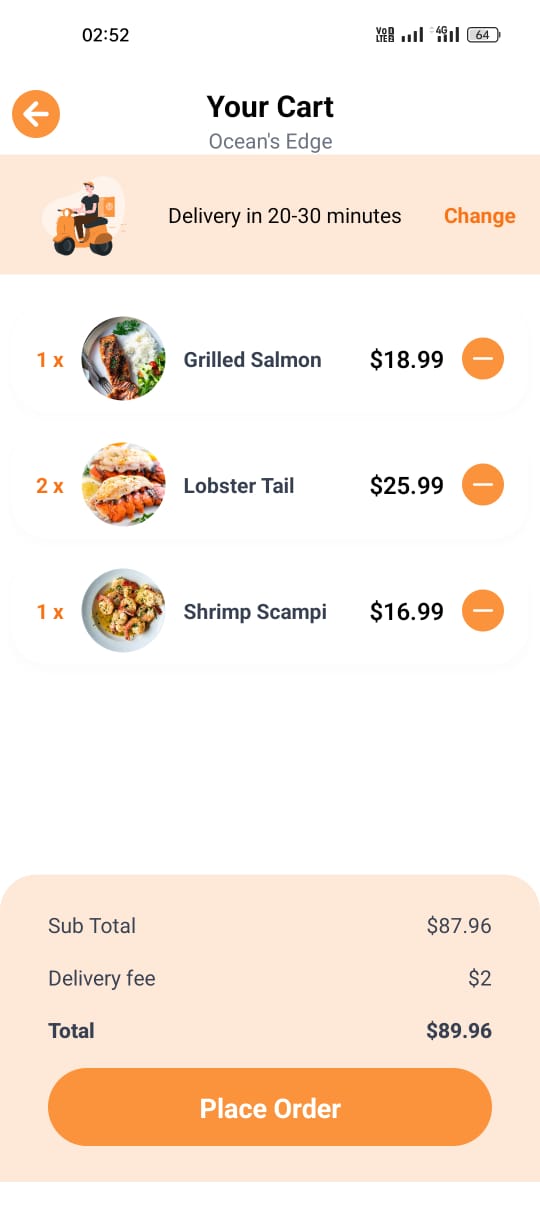 02:52
VoD LTE2 4G 64
Your Cart
Ocean's Edge
Delivery in 20-30 minutes Change
1 x Grilled Salmon $18.99
2 x Lobster Tail $25.99
1 x Shrimp Scampi $16.99
Sub Total $87.96
Delivery fee $2
Total $89.96
Place Order